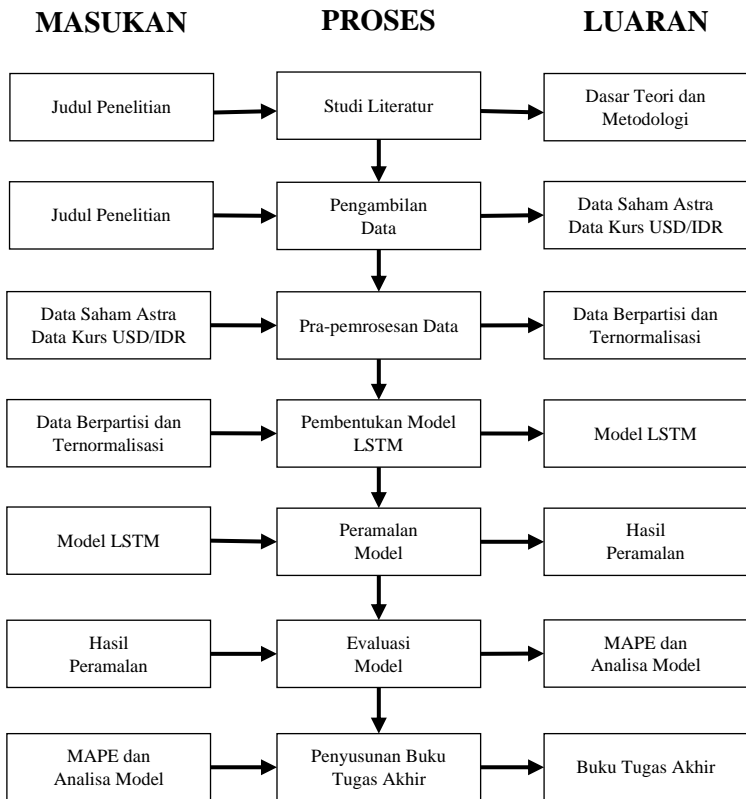 MASUKAN
PROSES
LUARAN
Judul Penelitian
Studi Literatur
Dasar Teori dan
Metodologi
Judul Penelitian
Pengambilan
Data
Data Saham Astra
Data Kurs USD/IDR
Data Saham Astra
Data Kurs USD/IDR
Pra-pemrosesan Data
Data Berpartisi dan
Ternormalisasi
Data Berpartisi dan
Ternormalisasi
Pembentukan Model
LSTM
Model LSTM
Model LSTM
Peramalan
Model
Hasil
Peramalan
Hasil
Peramalan
Evaluasi
Model
MAPE dan
Analisa Model
MAPE dan
Analisa Model
Penyusunan Buku
Tugas Akhir
Buku Tugas Akhir